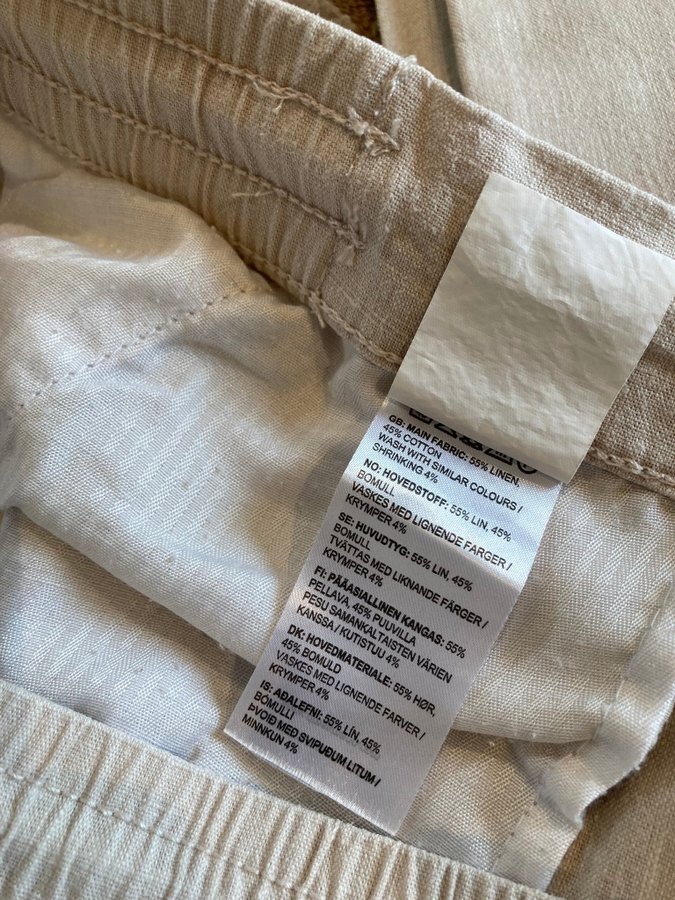 GB: MAIN FABRIC: 55% LINEN,
45% COTTON
WASH WITH SIMILAR COLOURS /
SHRINKING 4%
NO: HOVEDSTOFF: 55% LIN, 45%
BOMULL
VASKES MED LIGNENDE FARGER /
KRYMPER 4%
SE: HUVUDTYG: 55% LIN, 45%
BOMULL
TVÄTTAS MED LIKNANDE FÄRGER /
KRYMPER 4%
FI: PÄÄASIALLINEN KANGAS: 55%
PELLAVA, 45% PUUVILLA
PESU SAMANKALTAISTEN VÄRIEN
KANSSA / KUTISTUU 4%
DK: HOVEDMATERIALE: 55% HØR,
45% BOMULD
VASKES MED LIGNENDE FARVER /
KRYMPER 4%
IS: AÐALEFNI: 55% LÍN, 45%
BÓMULLI
ÞVOIÐ MEÐ SVIPUÐUM LITUM /
MINNKUN 4%